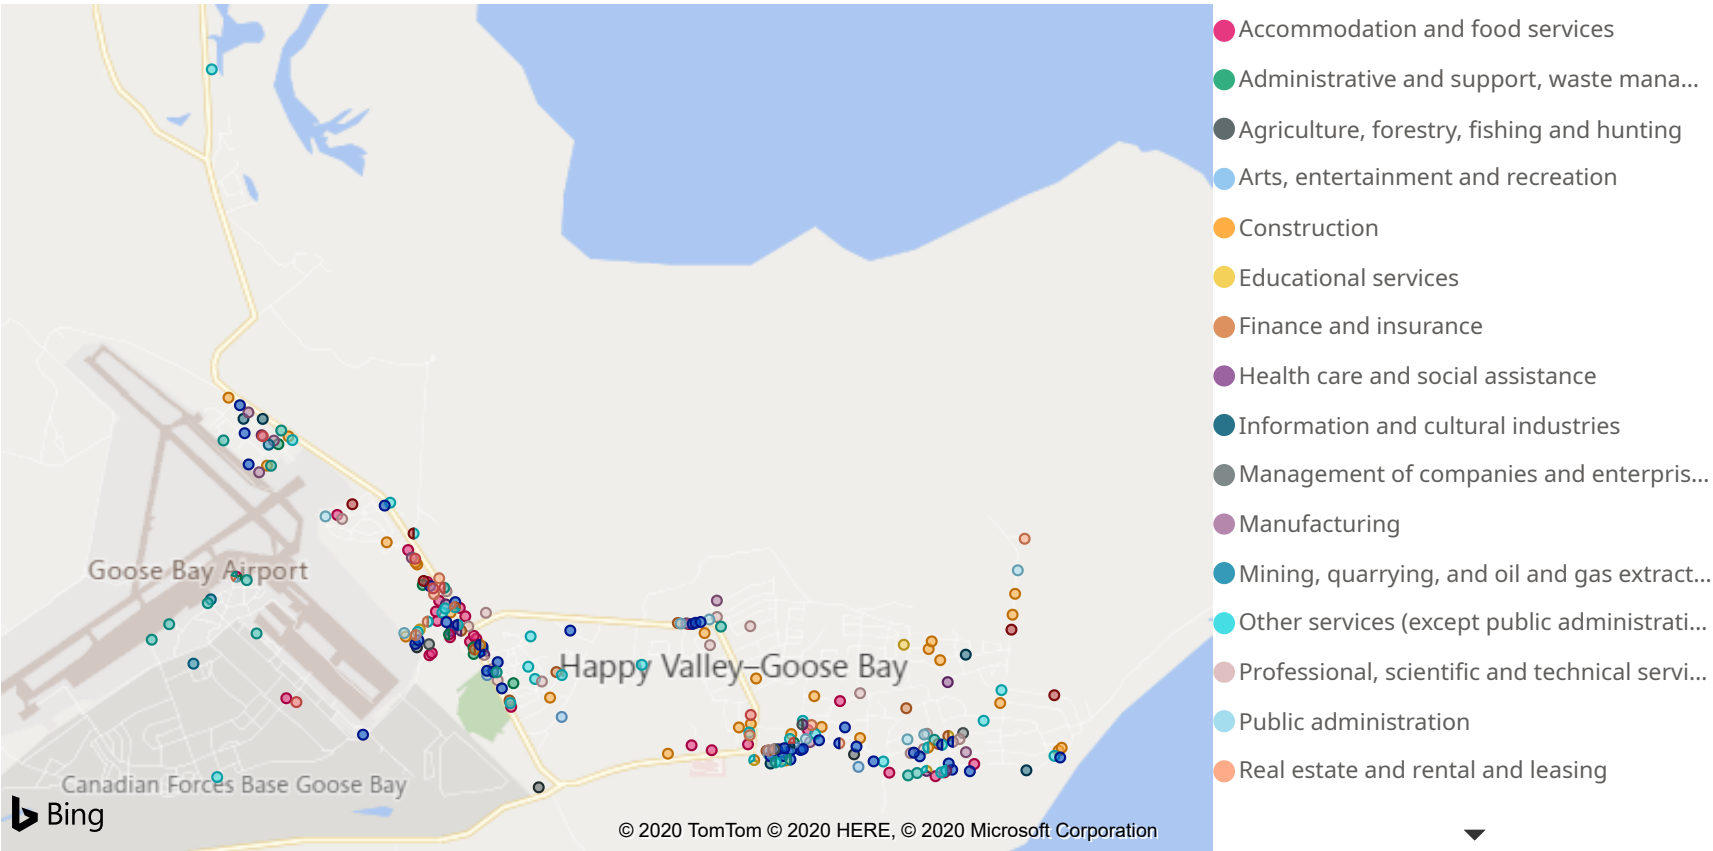 Goose Bay Airport
Happy Valley–Goose Bay
Canadian Forces Base Goose Bay
Bing
© 2020 TomTom © 2020 HERE, © 2020 Microsoft Corporation
Accommodation and food services
Administrative and support, waste mana...
Agriculture, forestry, fishing and hunting
Arts, entertainment and recreation
Construction
Educational services
Finance and insurance
Health care and social assistance
Information and cultural industries
Management of companies and enterpris...
Manufacturing
Mining, quarrying, and oil and gas extract...
Other services (except public administrati...
Professional, scientific and technical servi...
Public administration
Real estate and rental and leasing